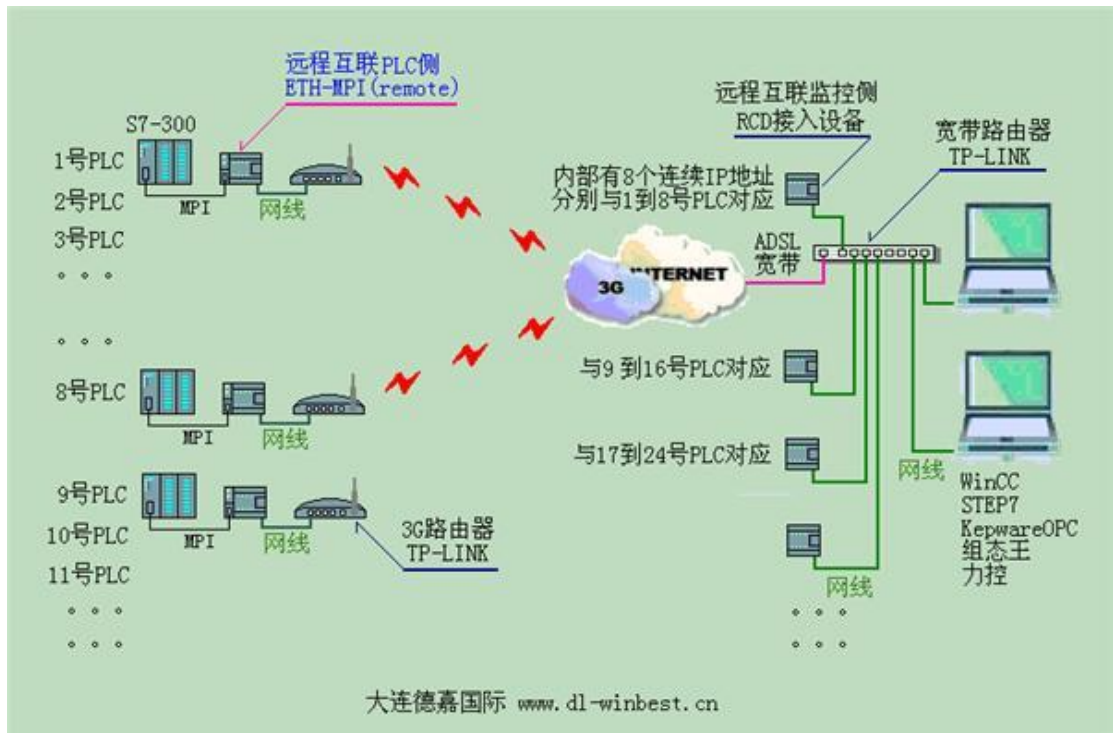 远程互联PLC侧
ETH-MPI(remote)
S7-300
1号PLC
2号PLC
3号PLC
MPI
网线
8号PLC
MPI
网线
9号PLC
10号PLC
11号PLC
MPI
网线
3G路由器
TP-LINK
3G
INTERNET
ADSL
宽带
远程互联监控侧
RCD接入设备
内部有8个连续IP地址
分别与1到8号PLC对应
宽带路由器
TP-LINK
与9到16号PLC对应
与17到24号PLC对应
网线
网线
WinCC
STEP7
KepwareOPC
组态王
力控
大连德嘉国际 www.dl-winbest.cn